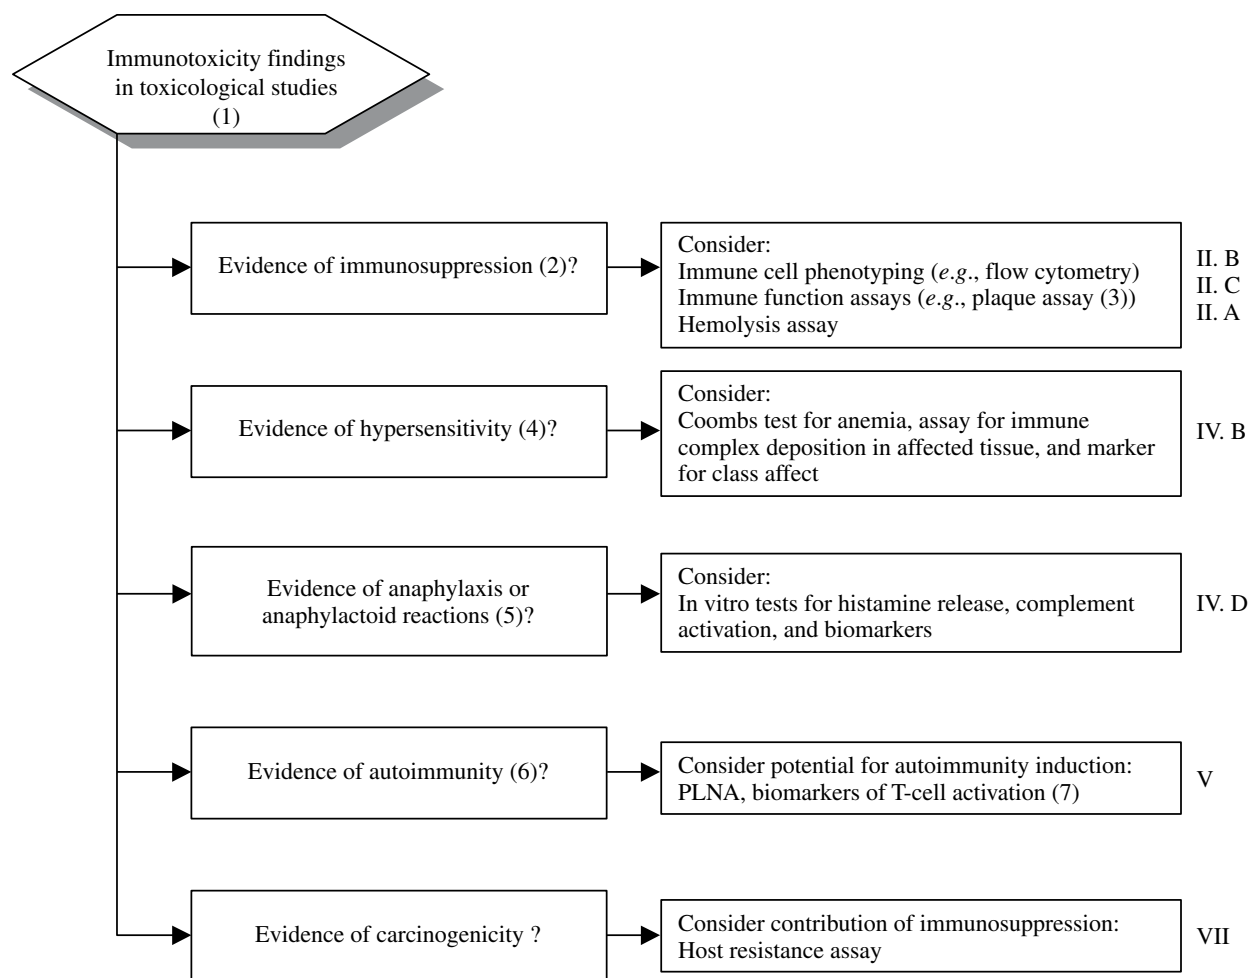 Immunotoxicity findings
in toxicological studies
(1)
Evidence of immunosuppression (2)?
Consider:
Immune cell phenotyping (e.g., flow cytometry)
Immune function assays (e.g., plaque assay (3))
Hemolysis assay
II. B
II. C
II. A
Evidence of hypersensitivity (4)?
Consider:
Coombs test for anemia, assay for immune
complex deposition in affected tissue, and marker
for class affect
IV. B
Evidence of anaphylaxis or
anaphylactoid reactions (5)?
Consider:
In vitro tests for histamine release, complement
activation, and biomarkers
IV. D
Evidence of autoimmunity (6)?
Consider potential for autoimmunity induction:
PLNA, biomarkers of T-cell activation (7)
V
Evidence of carcinogenicity ?
Consider contribution of immunosuppression:
Host resistance assay
VII